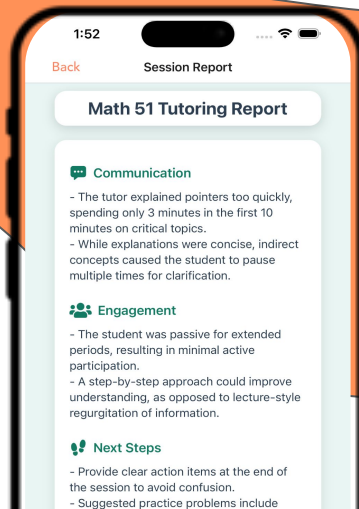 1:52
Back Session Report
Math 51 Tutoring Report
Communication
- The tutor explained pointers too quickly,
spending only 3 minutes in the first 10
minutes on critical topics.
- While explanations were concise, indirect
concepts caused the student to pause
multiple times for clarification.
Engagement
- The student was passive for extended
periods, resulting in minimal active
participation.
- A step-by-step approach could improve
understanding, as opposed to lecture-style
regurgitation of information.
Next Steps
- Provide clear action items at the end of
the session to avoid confusion.
- Suggested practice problems include